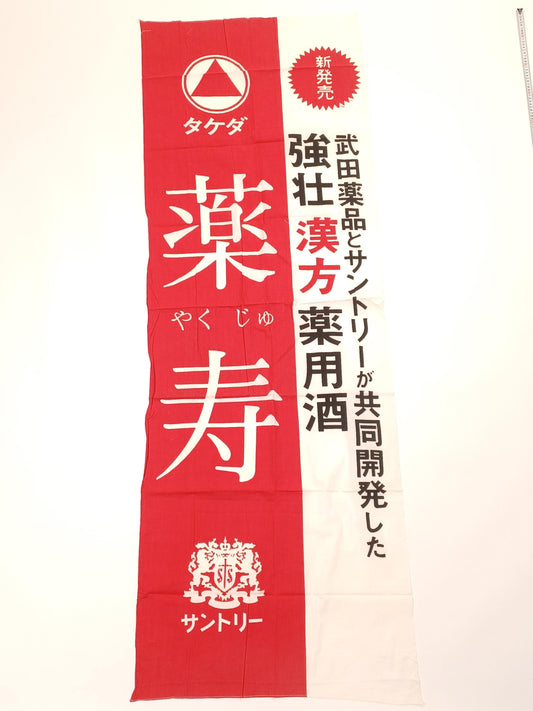 新発売
武田薬品とサントリーが共同開発した
強壮漢方薬用酒
タケダ
薬寿
やくじゅ
サントリー